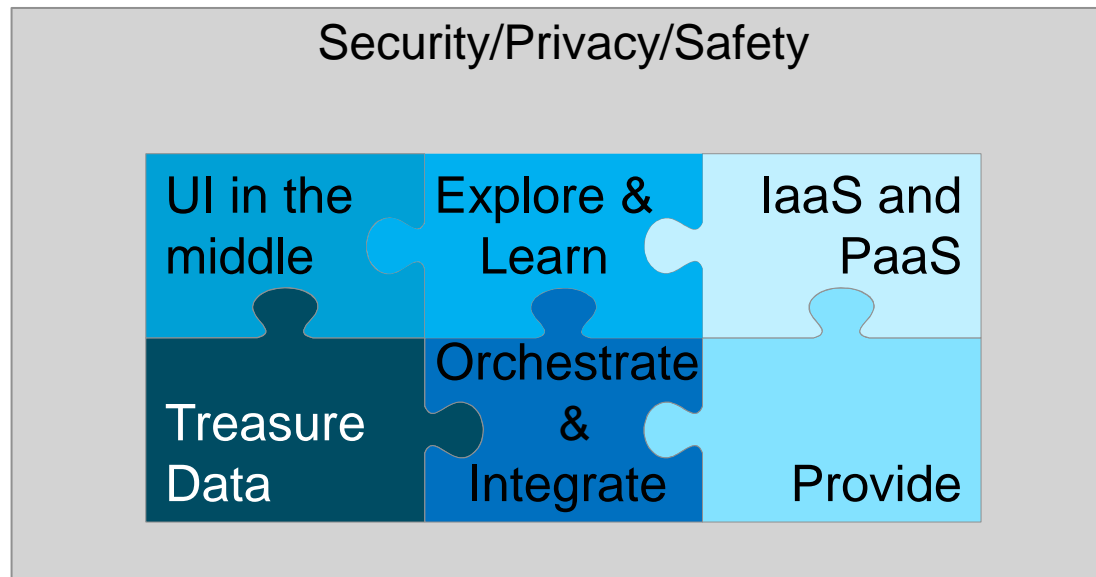 Security/Privacy/Safety
UI in the
middle
Explore &
Learn
IaaS and
PaaS
Treasure
Data
Orchestrate
&
Integrate
Provide